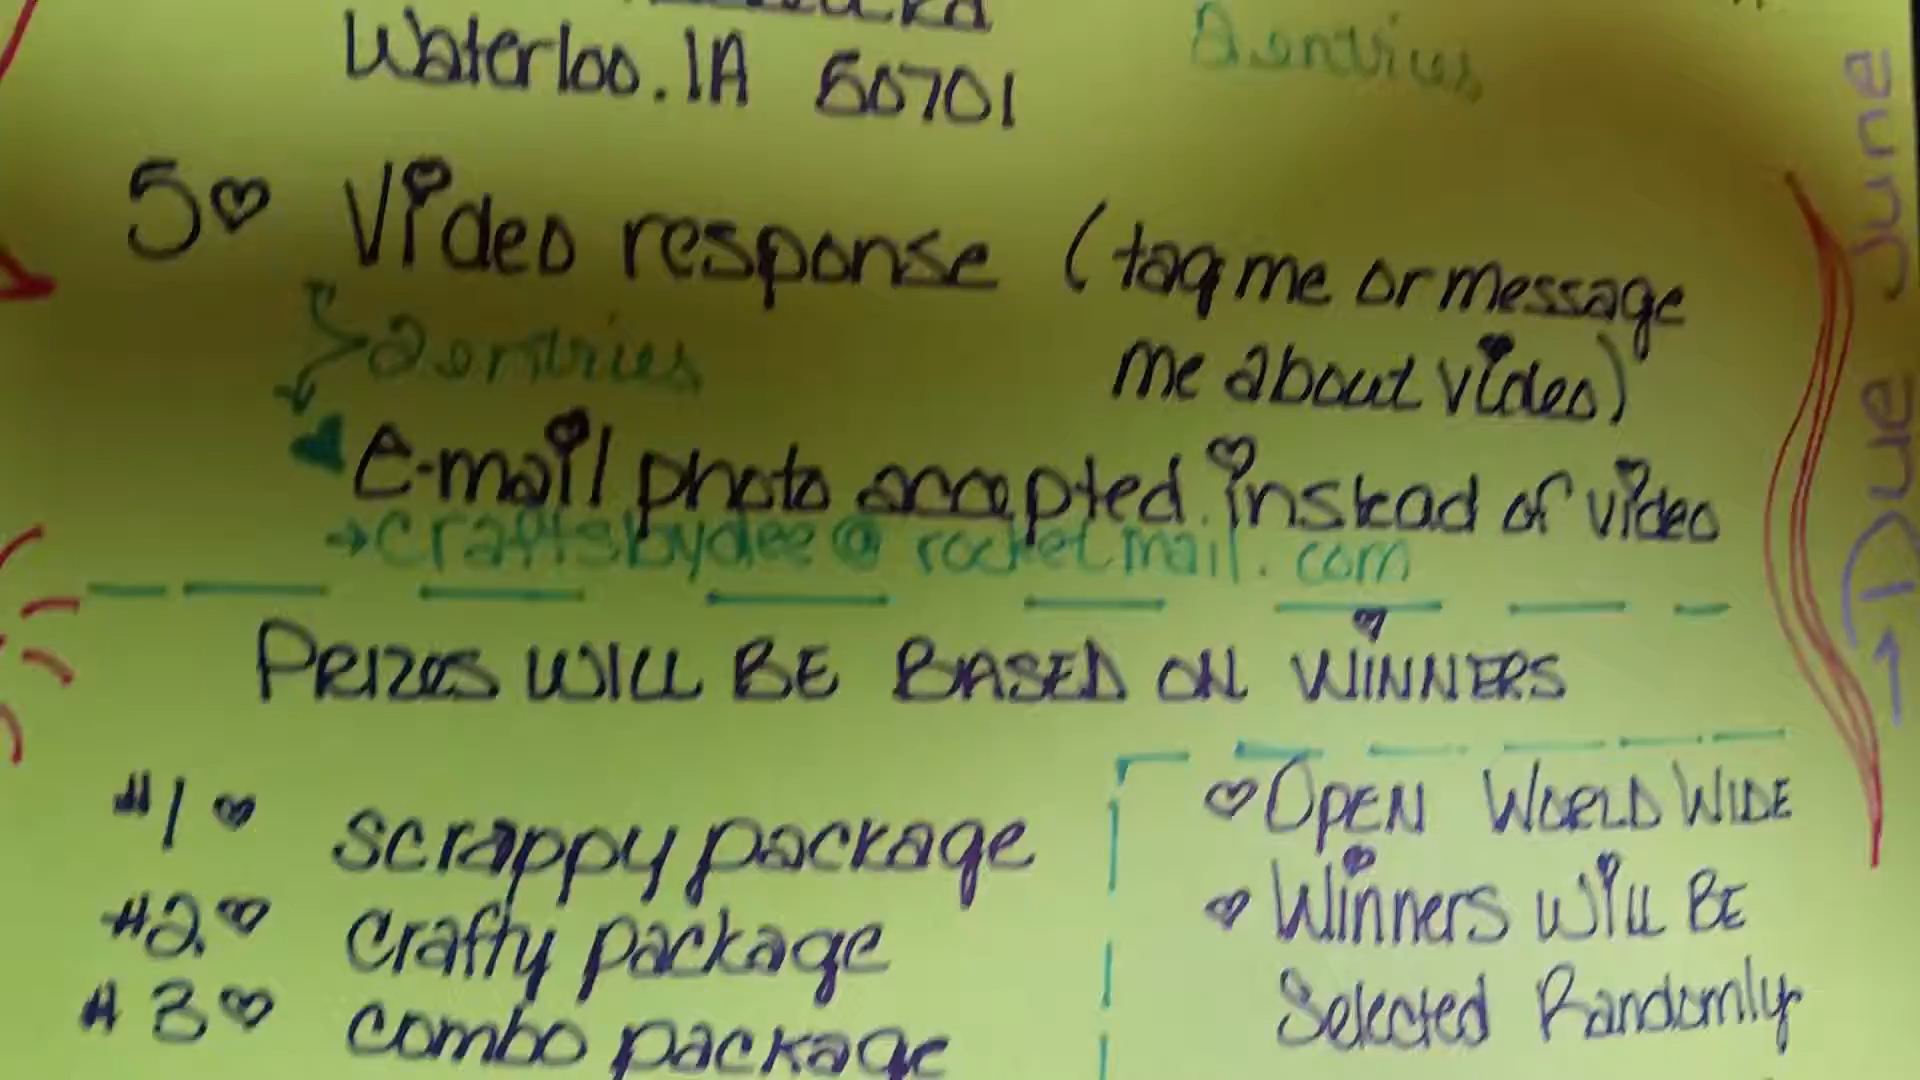 Waterloo. IA 50701
2 entries
5♡ Video response (tag me or message
me about video)
2 entries
E-mail photo accepted instead of video
→craftsbydee@rocketmail.com
PRIZES WILL BE BASED ON WINNERS
#1♡ scrappy package
#2.♡ crafty package
#3♡ combo package
♡OPEN WORLD WIDE
♡Winners Will BE
Selected Randomly
→Due June